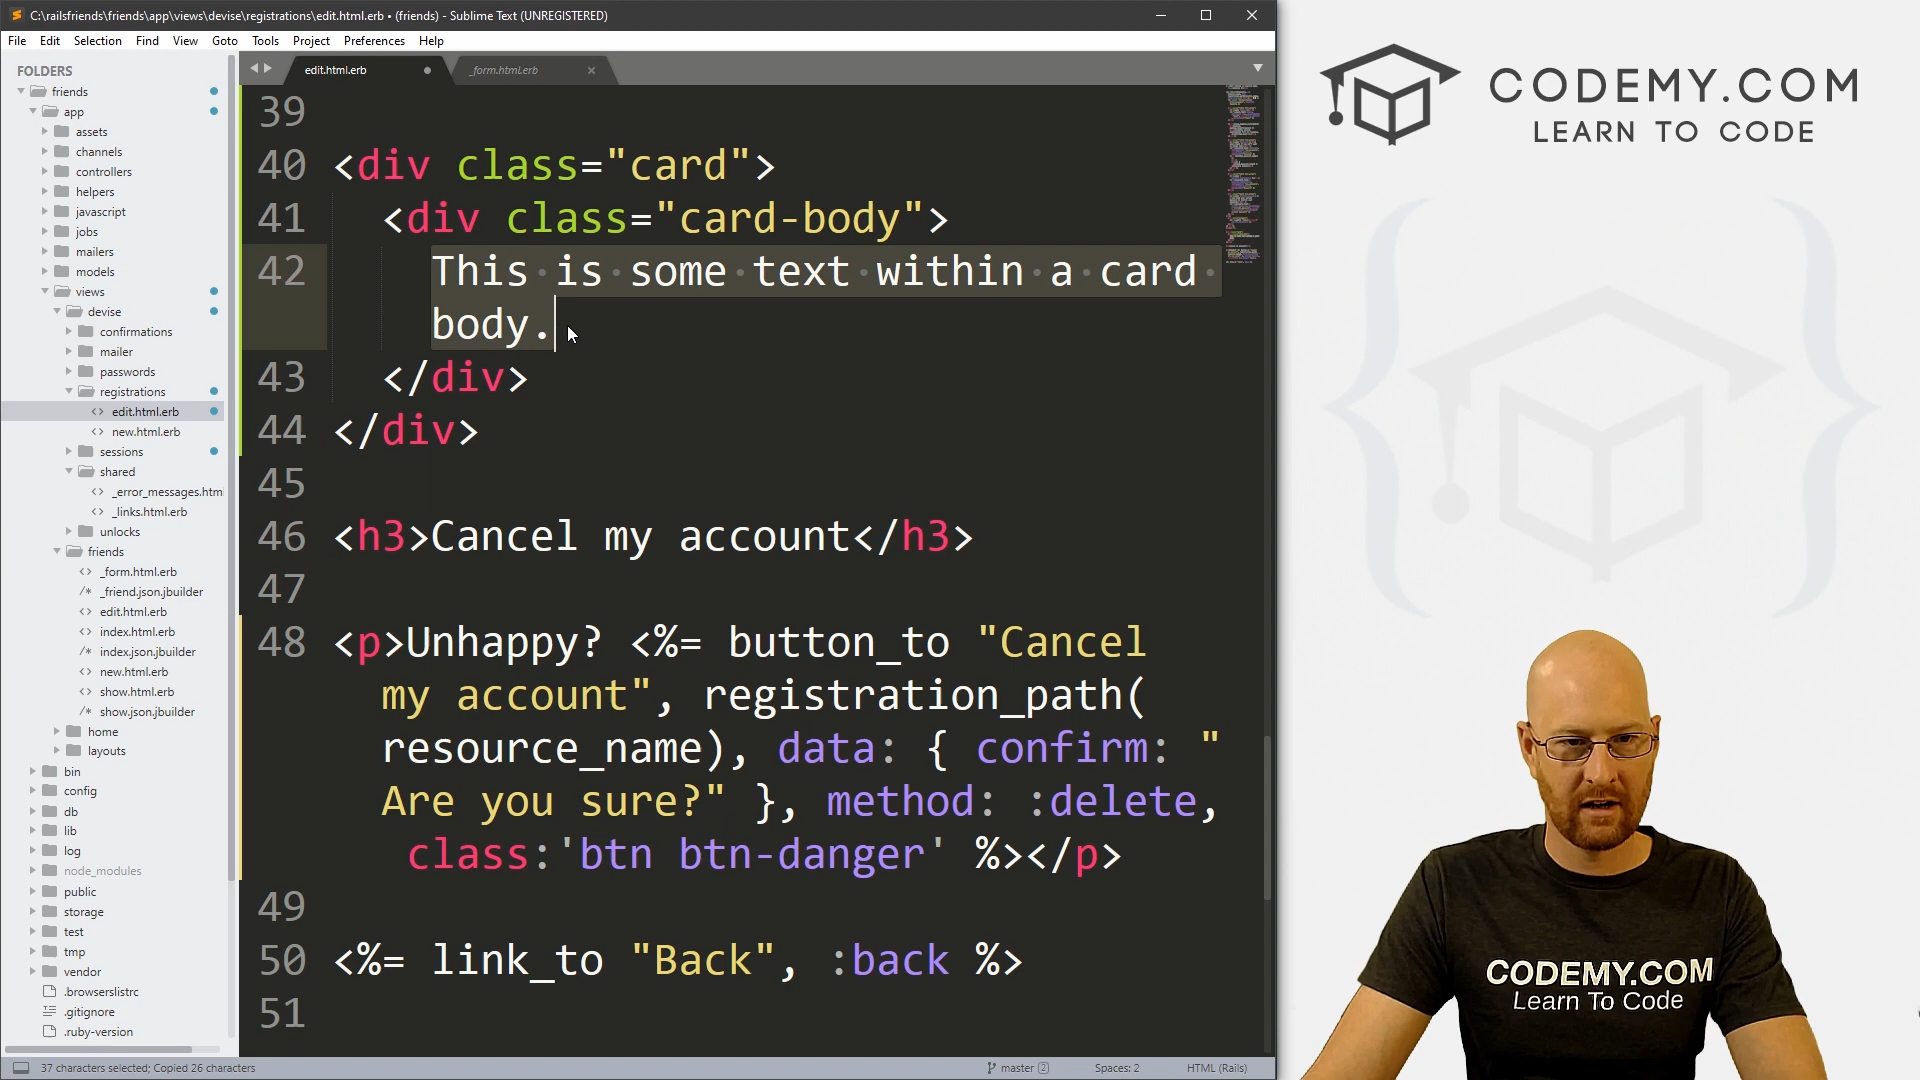 C:\railsfriends\friends\app\views\devise\registrations\edit.html.erb • (friends) - Sublime Text (UNREGISTERED)
File Edit Selection Find View Goto Tools Project Preferences Help
FOLDERS
friends
app
assets
channels
controllers
helpers
javascript
jobs
mailers
models
views
devise
confirmations
mailer
passwords
registrations
edit.html.erb
new.html.erb
sessions
shared
_error_messages.htm
_links.html.erb
unlocks
friends
_form.html.erb
_friend.json.jbuilder
edit.html.erb
index.html.erb
index.json.jbuilder
new.html.erb
show.html.erb
show.json.jbuilder
home
layouts
bin
config
db
lib
log
node_modules
public
storage
test
tmp
vendor
.browserslistrc
.gitignore
.ruby-version
edit.html.erb
_form.html.erb
39
40 <div class="card">
41 <div class="card-body">
42 This is some text within a card
body.
43 </div>
44 </div>
45
46 <h3>Cancel my account</h3>
47
48 <p>Unhappy? <%= button_to "Cancel
my account", registration_path(
resource_name), data: { confirm: "
Are you sure?" }, method: :delete,
class:'btn btn-danger' %></p>
49
50 <%= link_to "Back", :back %>
51
37 characters selected; Copied 26 characters
master 2
Spaces: 2
HTML (Rails)
CODEMY.COM
LEARN TO CODE
CODEMY.COM
Learn To Code